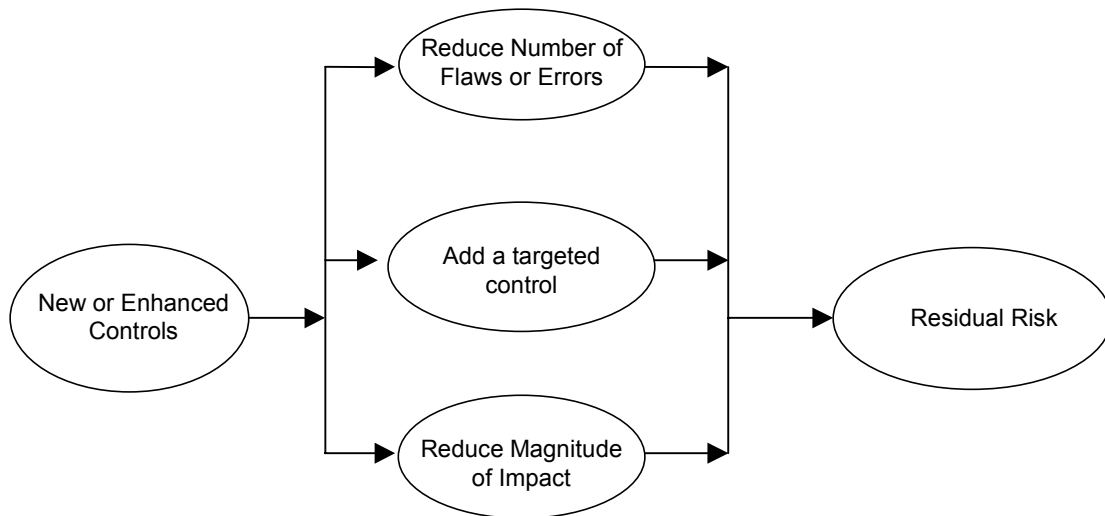 Reduce Number of
Flaws or Errors
Add a targeted
control
New or Enhanced
Controls
Residual Risk
Reduce Magnitude
of Impact